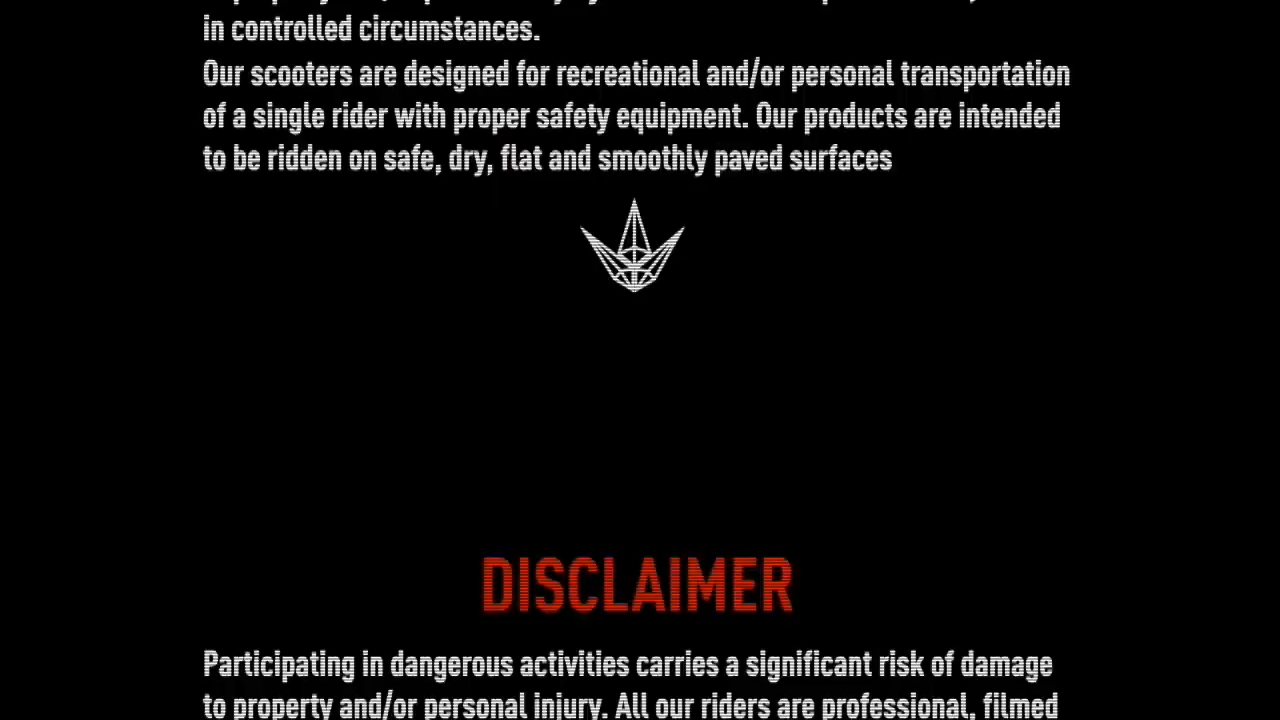 in controlled circumstances.
Our scooters are designed for recreational and/or personal transportation
of a single rider with proper safety equipment. Our products are intended
to be ridden on safe, dry, flat and smoothly paved surfaces
DISCLAIMER
Participating in dangerous activities carries a significant risk of damage
to property and/or personal injury. All our riders are professional, filmed